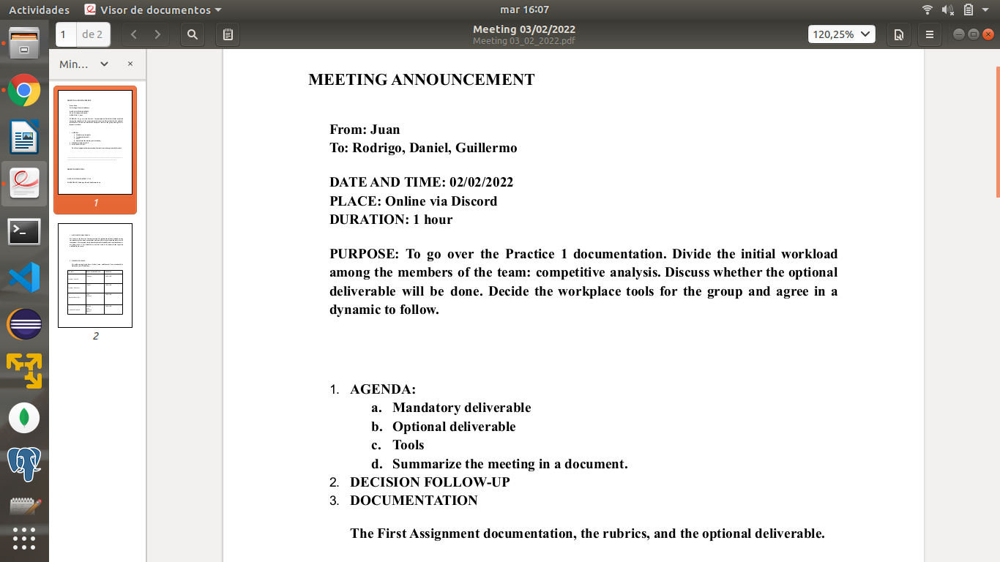 Actividades Visor de documentos mar 16:07
1 de 2 Meeting 03/02/2022 120,25%
Meeting 03_02_2022.pdf
Min...
MEETING ANNOUNCEMENT
From: Juan
To: Rodrigo, Daniel, Guillermo
DATE AND TIME: 02/02/2022
PLACE: Online via Discord
DURATION: 1 hour
PURPOSE: To go over the Practice 1 documentation. Divide the initial workload
among the members of the team: competitive analysis. Discuss whether the optional
deliverable will be done. Decide the workplace tools for the group and agree in a
dynamic to follow.
1. AGENDA:
a. Mandatory deliverable
b. Optional deliverable
c. Tools
d. Summarize the meeting in a document.
2. DECISION FOLLOW-UP
3. DOCUMENTATION
The First Assignment documentation, the rubrics, and the optional deliverable.
1
2